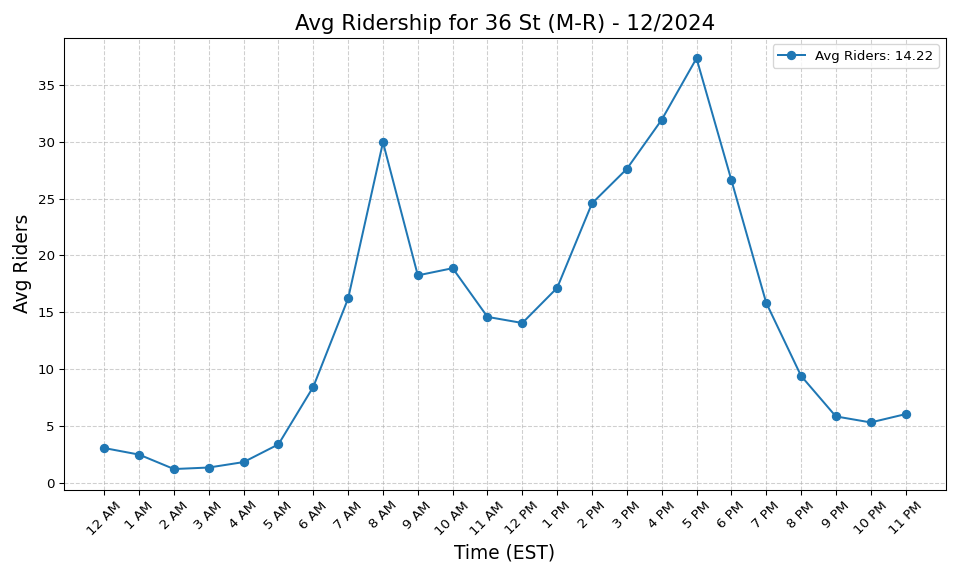 Avg Ridership for 36 St (M-R) - 12/2024
Avg Riders: 14.22
Avg Riders
35
30
25
20
15
10
5
0
12 AM
1 AM
2 AM
3 AM
4 AM
5 AM
6 AM
7 AM
8 AM
9 AM
10 AM
11 AM
12 PM
1 PM
2 PM
3 PM
4 PM
5 PM
6 PM
7 PM
8 PM
9 PM
10 PM
11 PM
Time (EST)